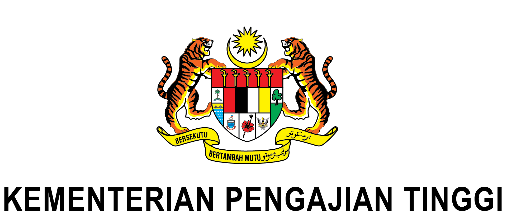 BERSEKUTU
BERTAMBAH MUTU
KEMENTERIAN PENGAJIAN TINGGI